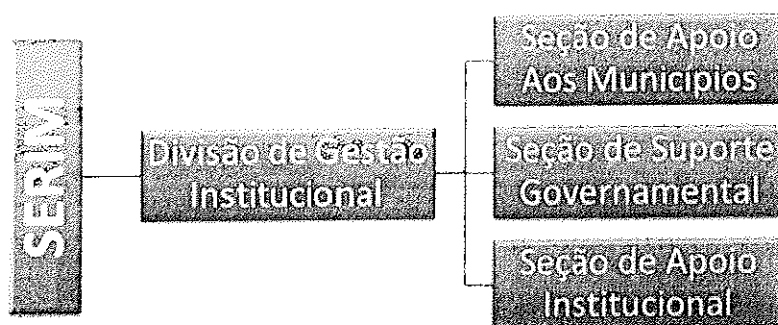 SERIM
Divisão de Gestão
Institucional
Seção de Apoio
Aos Municípios
Seção de Suporte
Governamental
Seção de Apoio
Institucional